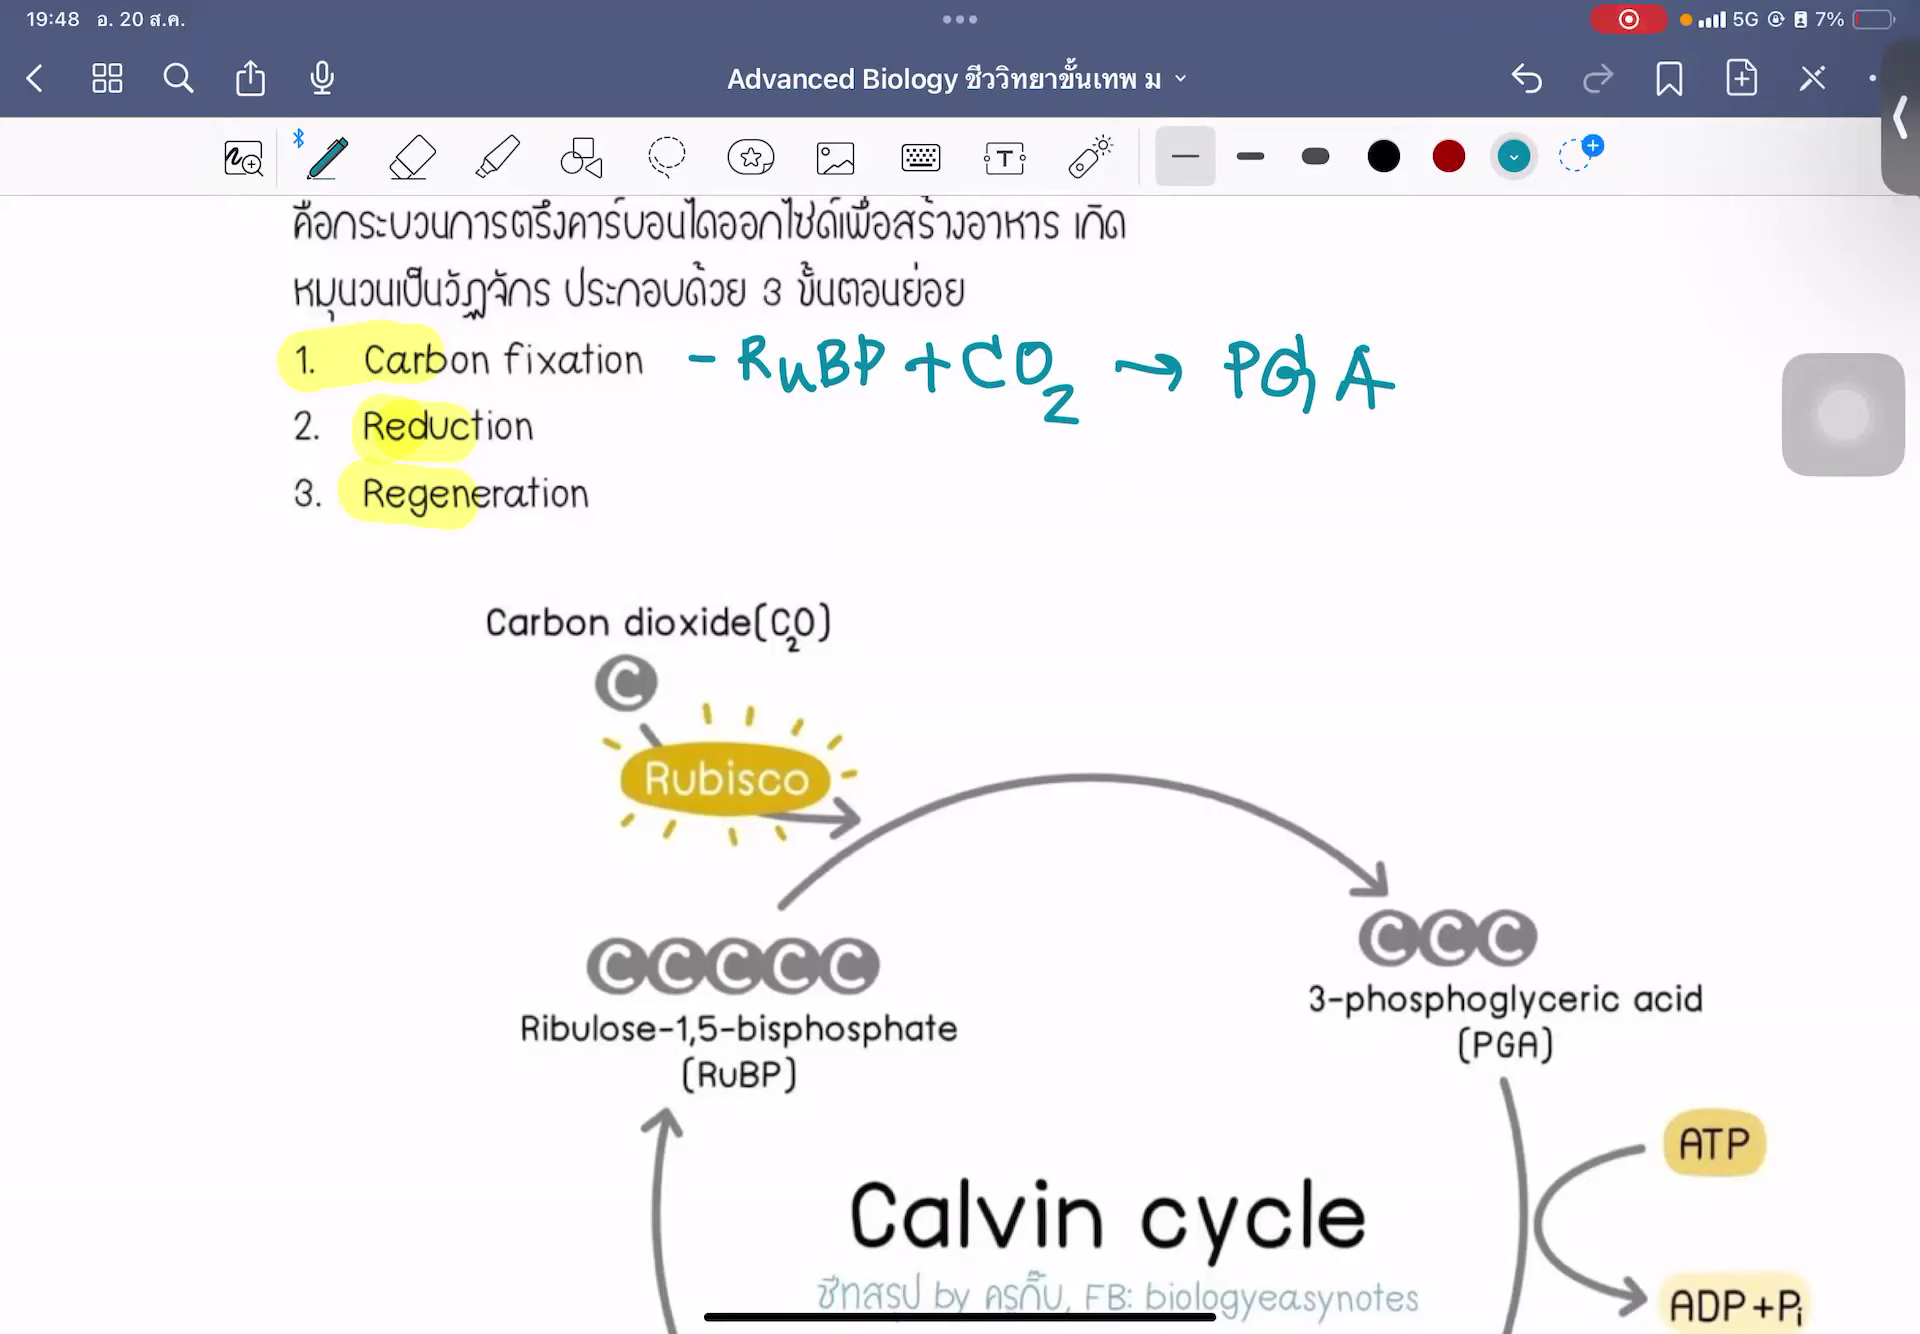 19:48 อ. 20 ส.ค.
5G 7%
Advanced Biology ชีววิทยาขั้นเทพ ม
T
คือกระบวนการตรึงคาร์บอนไดออกไซด์เพื่อสร้างอาหาร เกิด
หมุนวนเป็นวัฏจักร ประกอบด้วย 3 ขั้นตอนย่อย
1. Carbon fixation - RuBP + CO2 → PGA
2. Reduction
3. Regeneration
Carbon dioxide(C2O)
C
Rubisco
CCCCC
CCC
Ribulose-1,5-bisphosphate
(RuBP)
3-phosphoglyceric acid
(PGA)
ATP
Calvin cycle
ชีทสรุป by ครูกิ๊บ, FB: biologyeasynotes
ADP+Pi